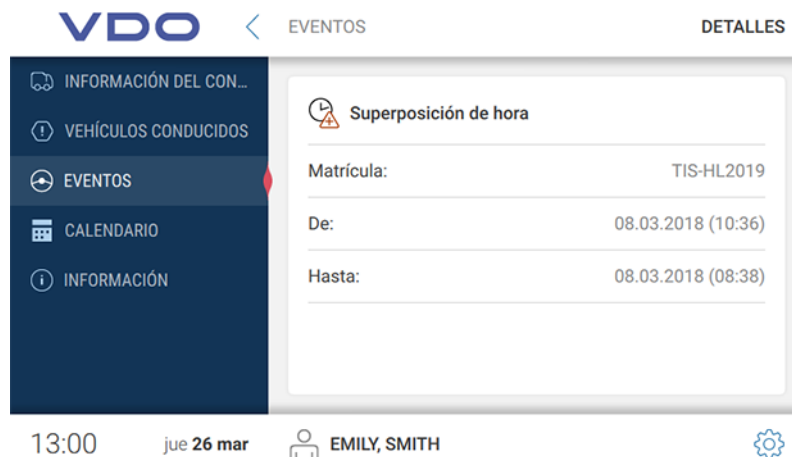 VDO
EVENTOS
DETALLES
INFORMACIÓN DEL CON...
VEHÍCULOS CONDUCIDOS
EVENTOS
CALENDARIO
INFORMACIÓN
Superposición de hora
Matrícula: TIS-HL2019
De: 08.03.2018 (10:36)
Hasta: 08.03.2018 (08:38)
13:00 jue 26 mar EMILY, SMITH